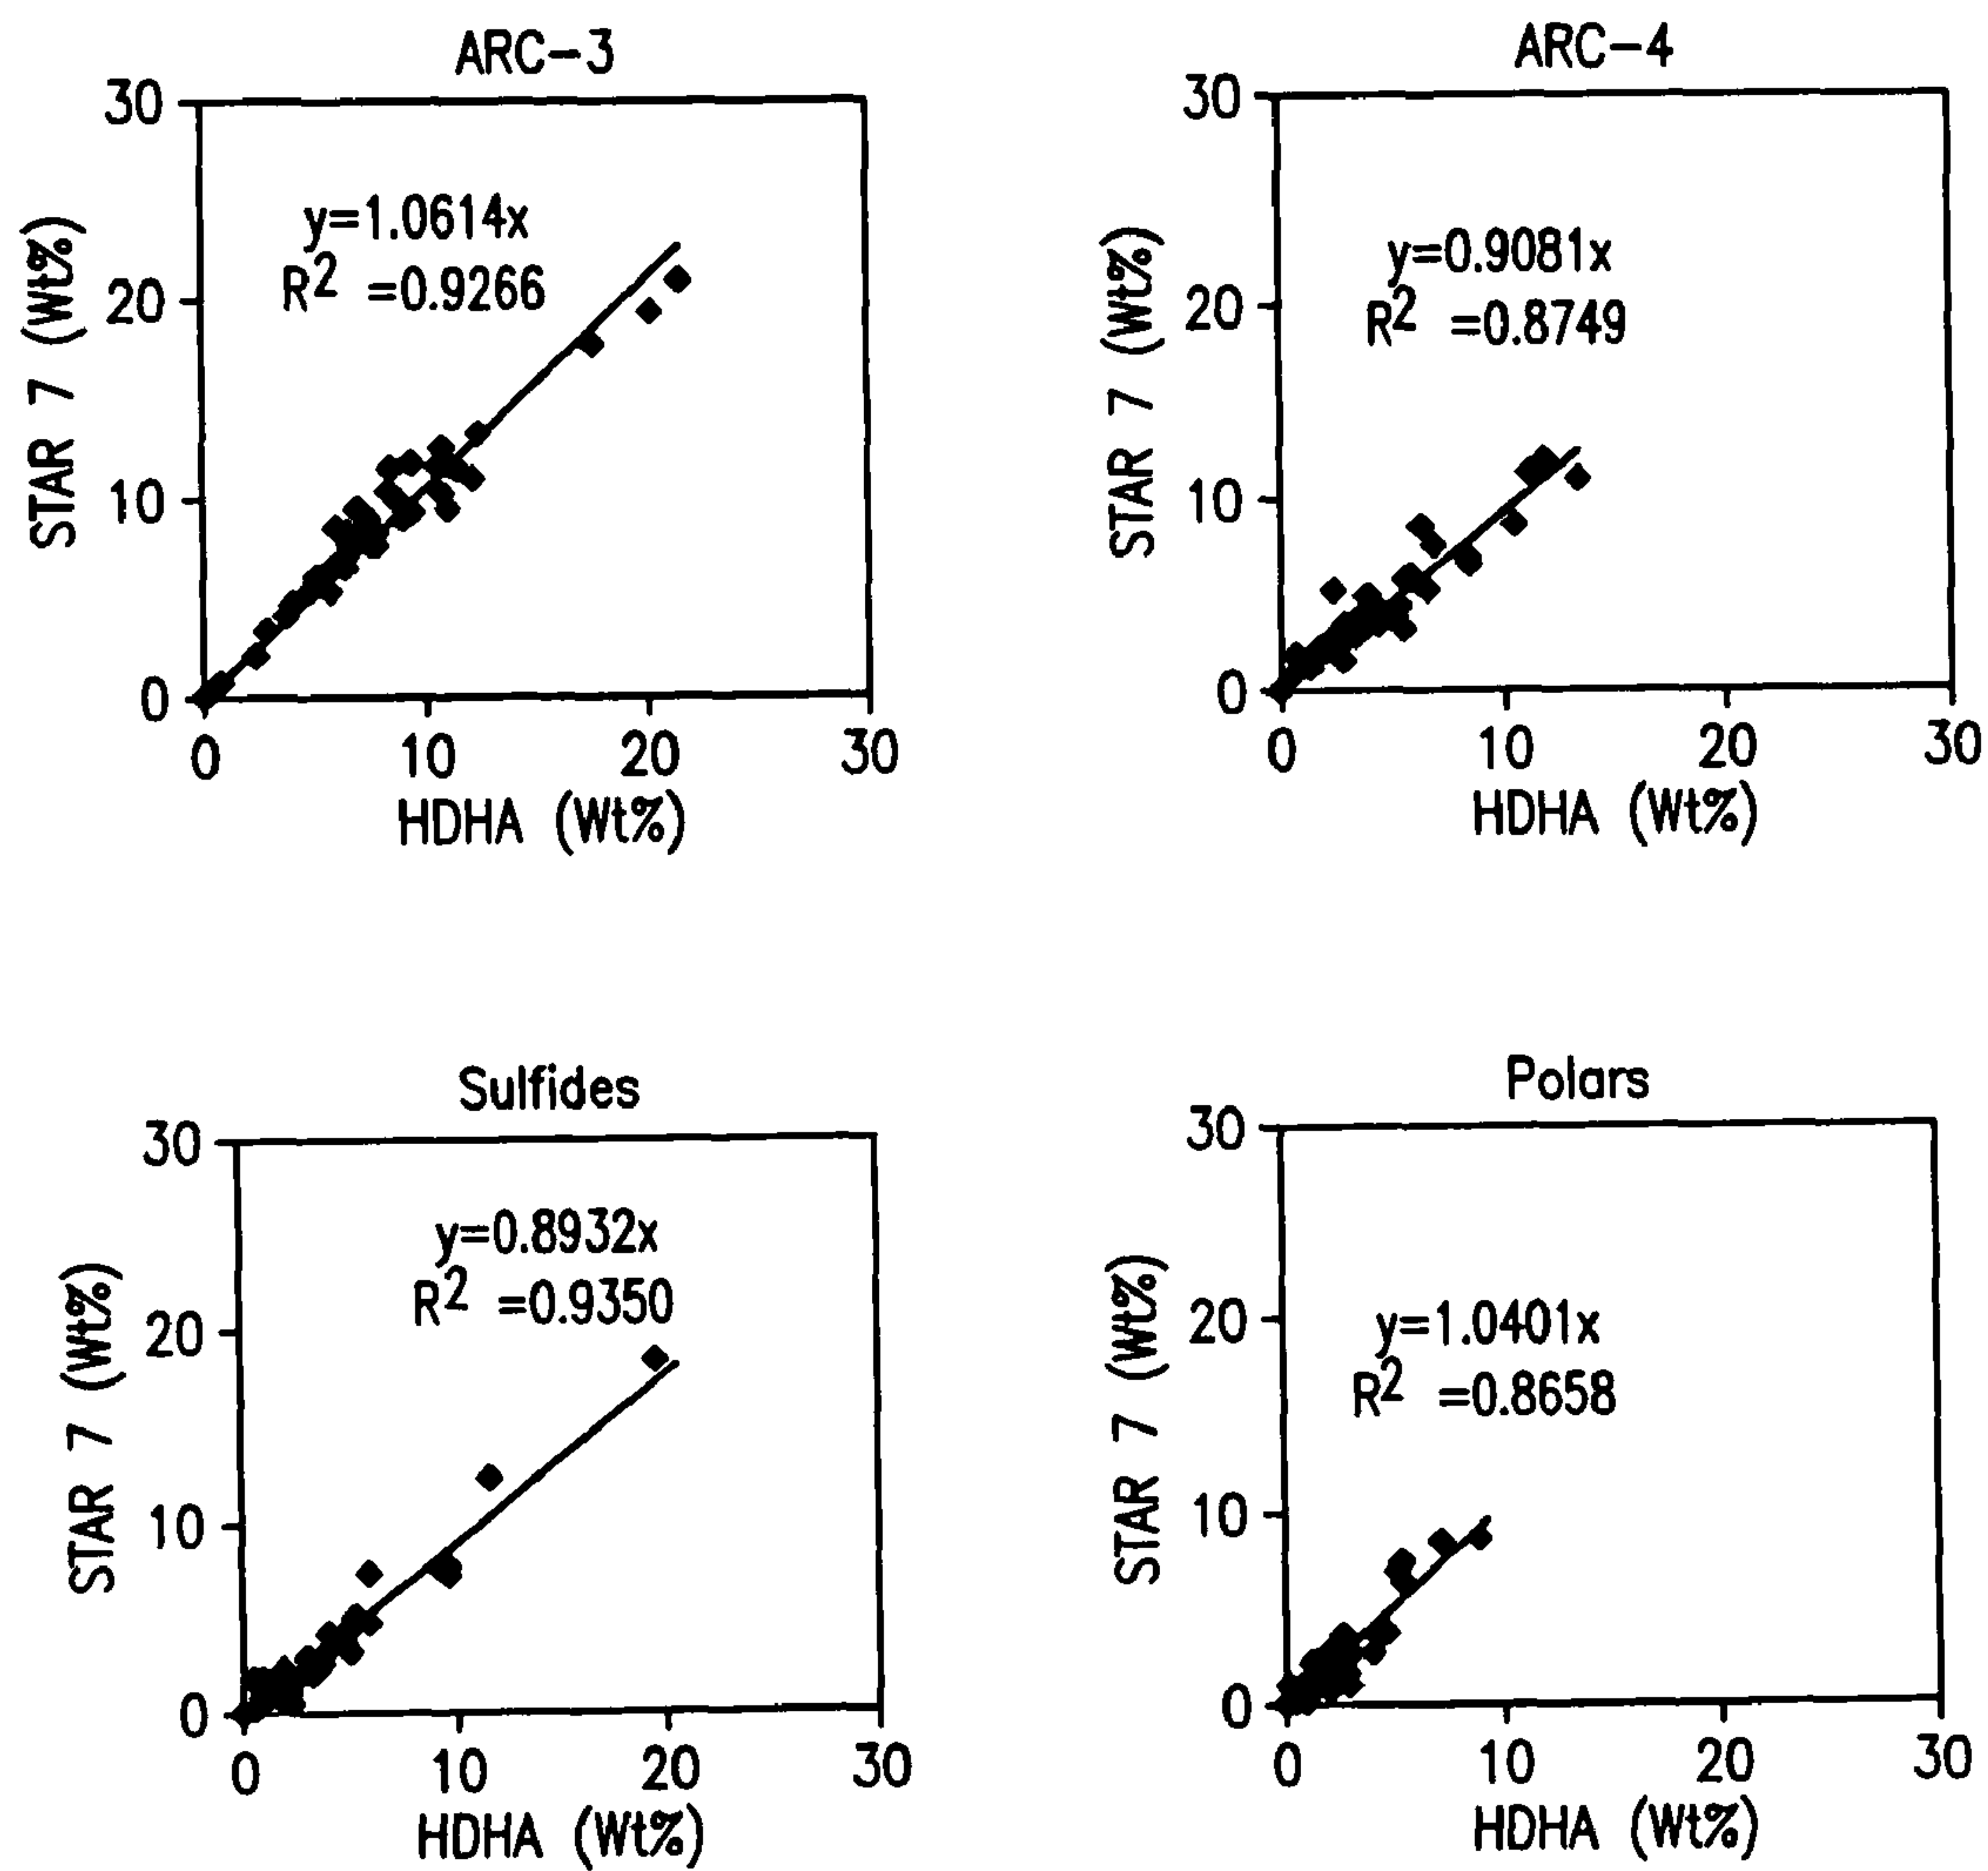 ARC-3
30
y=1.0614x
R2 =0.9266
20
10
0
STAR 7 (Wt%)
0 10 20 30
HDHA (Wt%)
ARC-4
30
y=0.9081x
R2 =0.8749
20
10
0
STAR 7 (Wt%)
0 10 20 30
HDHA (Wt%)
Sulfides
30
y=0.8932x
R2 =0.9350
20
10
0
STAR 7 (Wt%)
0 10 20 30
HDHA (Wt%)
Polars
30
20
y=1.0401x
R2 =0.8658
10
0
STAR 7 (Wt%)
0 10 20 30
HDHA (Wt%)